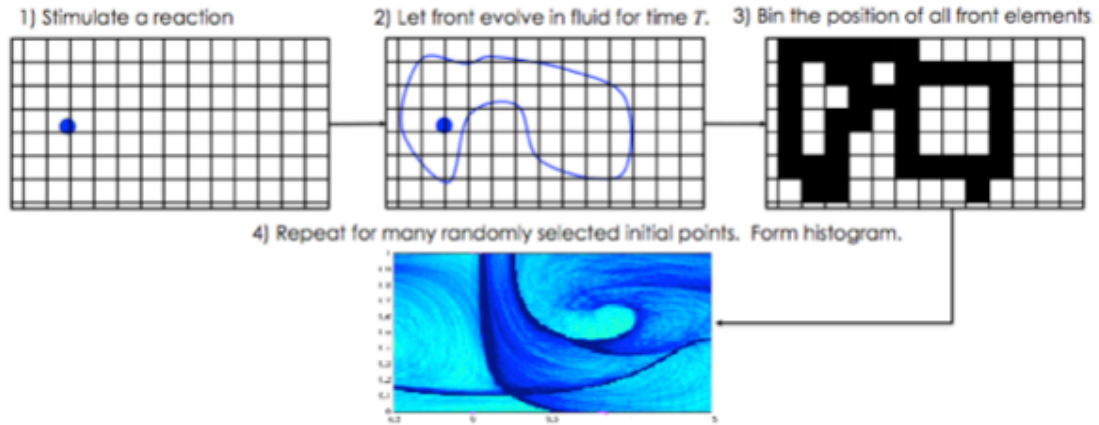 1) Stimulate a reaction
2) Let front evolve in fluid for time T.
3) Bin the position of all front elements
4) Repeat for many randomly selected initial points. Form histogram.